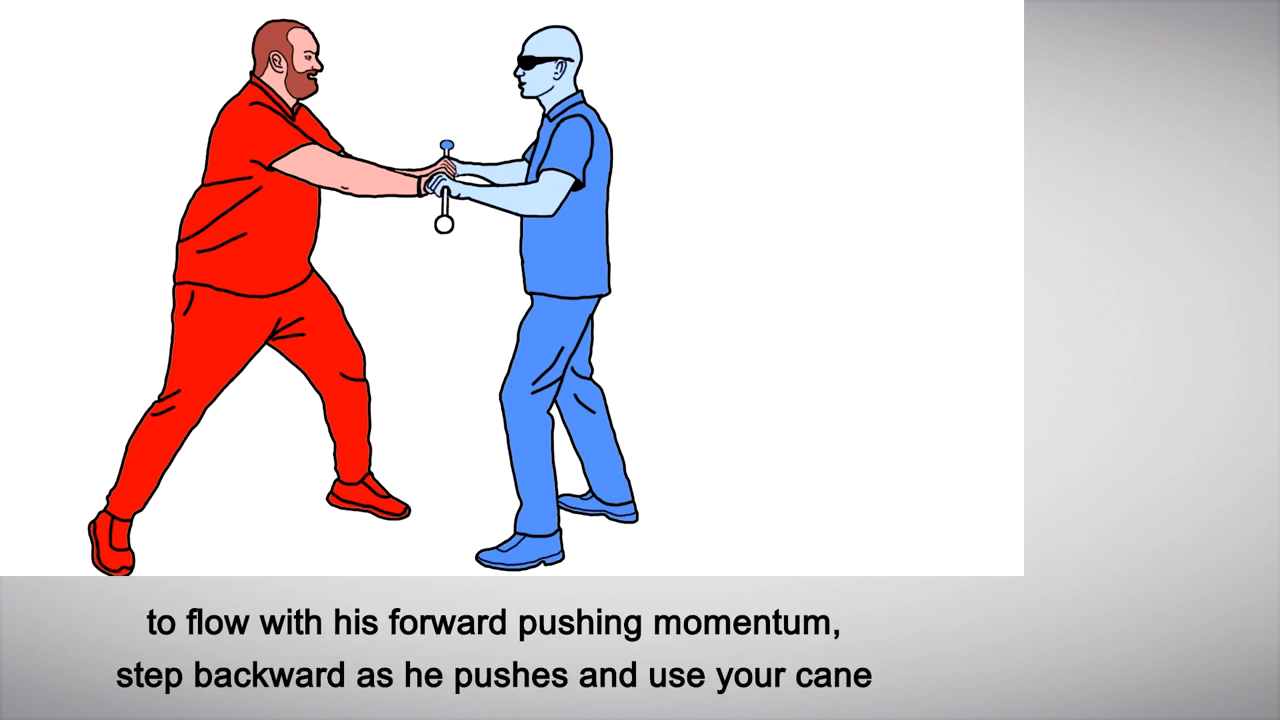 to flow with his forward pushing momentum,
step backward as he pushes and use your cane